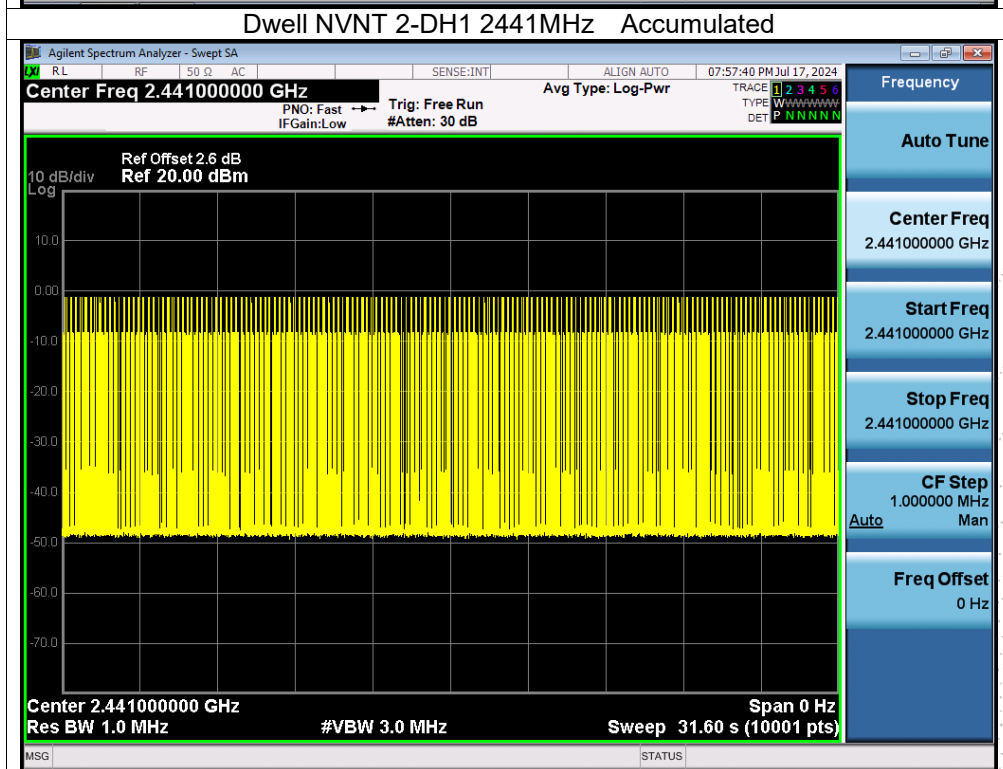 Dwell NVNT 2-DH1 2441MHz Accumulated
Agilent Spectrum Analyzer - Swept SA
LXI RL RF 50 Ω AC SENSE:INT ALIGN AUTO 07:57:40 PM Jul 17, 2024
Center Freq 2.441000000 GHz
PNO: Fast Trig: Free Run
IFGain:Low #Atten: 30 dB
Avg Type: Log-Pwr
TRACE 1 2 3 4 5 6
TYPE WWWWWWW
DET P N N N N N
Ref Offset 2.6 dB
10 dB/div Ref 20.00 dBm
Log
10.0
0.00
-10.0
-20.0
-30.0
-40.0
-50.0
-60.0
-70.0
Center 2.441000000 GHz Span 0 Hz
Res BW 1.0 MHz #VBW 3.0 MHz Sweep 31.60 s (10001 pts)
MSG STATUS
Frequency
Auto Tune
Center Freq
2.441000000 GHz
Start Freq
2.441000000 GHz
Stop Freq
2.441000000 GHz
CF Step
1.000000 MHz
Auto Man
Freq Offset
0 Hz